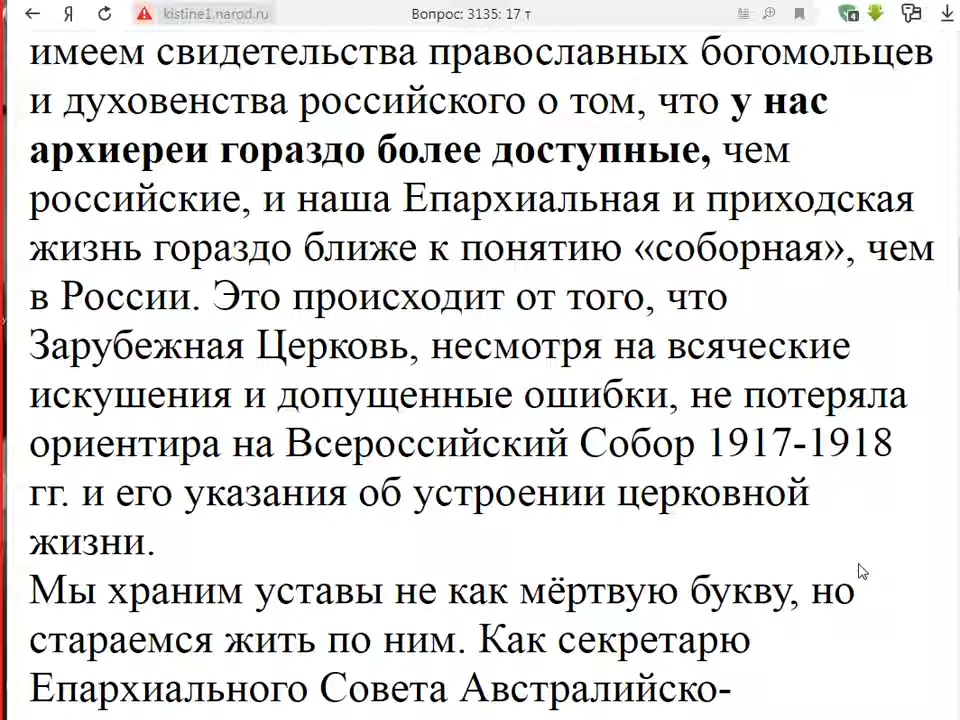 Я kistine1.narod.ru Вопрос: 3135: 17 т 4
имеем свидетельства православных богомольцев
и духовенства российского о том, что у нас
архиереи гораздо более доступные, чем
российские, и наша Епархиальная и приходская
жизнь гораздо ближе к понятию «соборная», чем
в России. Это происходит от того, что
Зарубежная Церковь, несмотря на всяческие
искушения и допущенные ошибки, не потеряла
ориентира на Всероссийский Собор 1917-1918
гг. и его указания об устроении церковной
жизни.
Мы храним уставы не как мёртвую букву, но
стараемся жить по ним. Как секретарю
Епархиального Совета Австралийско-